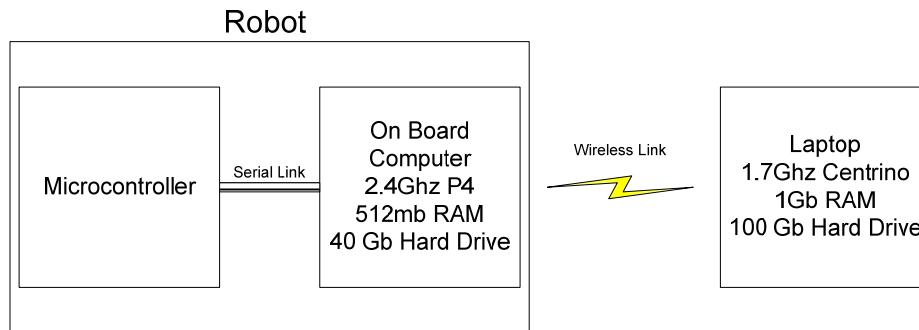 Robot
Microcontroller
Serial Link
On Board
Computer
2.4Ghz P4
512mb RAM
40 Gb Hard Drive
Wireless Link
Laptop
1.7Ghz Centrino
1Gb RAM
100 Gb Hard Drive